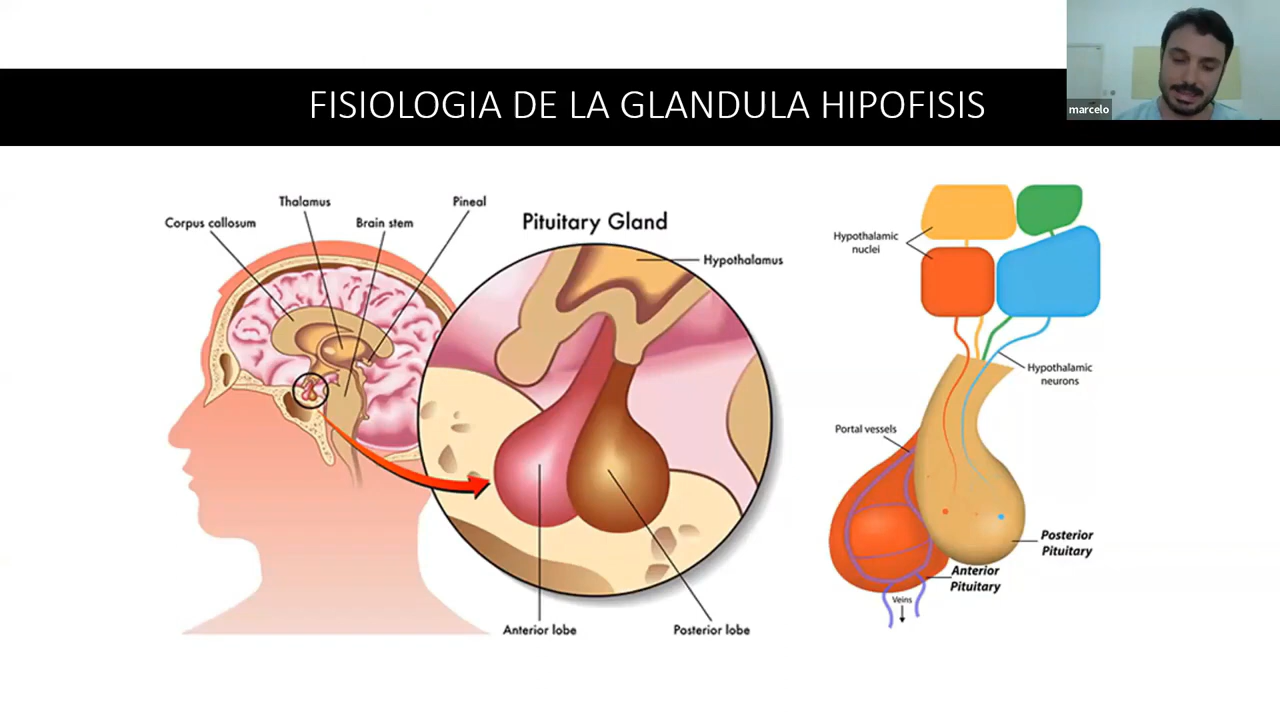 marcelo
FISIOLOGIA DE LA GLANDULA HIPOFISIS
Thalamus
Pineal
Corpus callosum
Brain stem
Pituitary Gland
Hypothalamus
Anterior lobe
Posterior lobe
Hypothalamic
nuclei
Hypothalamic
neurons
Portal vessels
Posterior
Pituitary
Anterior
Pituitary
Veins